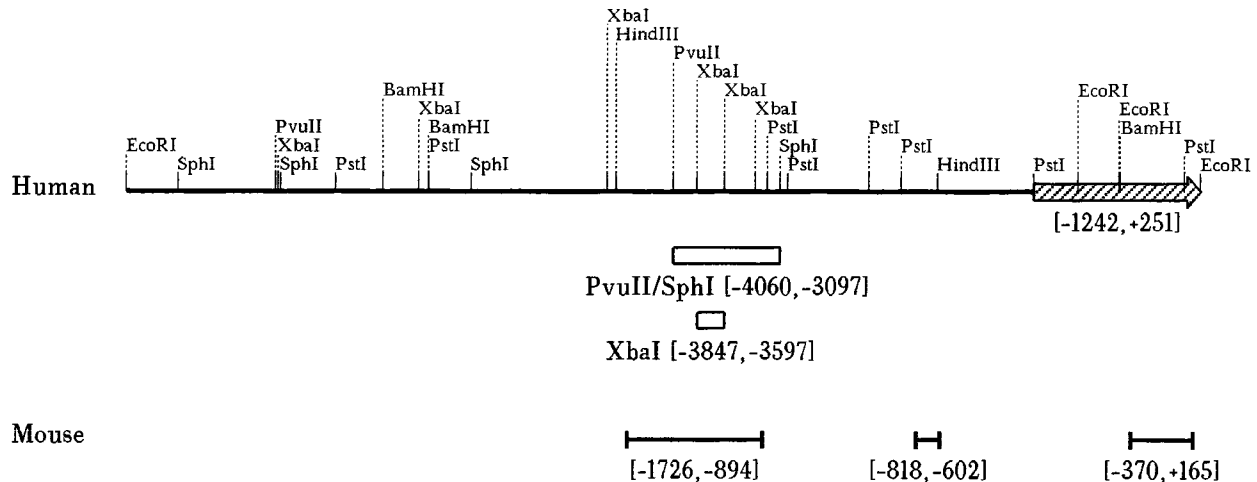 XbaI
HindIII
PvuII
XbaI
BamHI XbaI EcoRI
XbaI XbaI EcoRI
PvuII BamHI PstI PstI BamHI
EcoRI XbaI PstI SphI PstI PstI
SphI SphI PstI SphI PstI HindIII PstI EcoRI
Human
[-1242,+251]
PvuII/SphI [-4060,-3097]
XbaI [-3847,-3597]
Mouse
[-1726,-894] [-818,-602] [-370,+165]